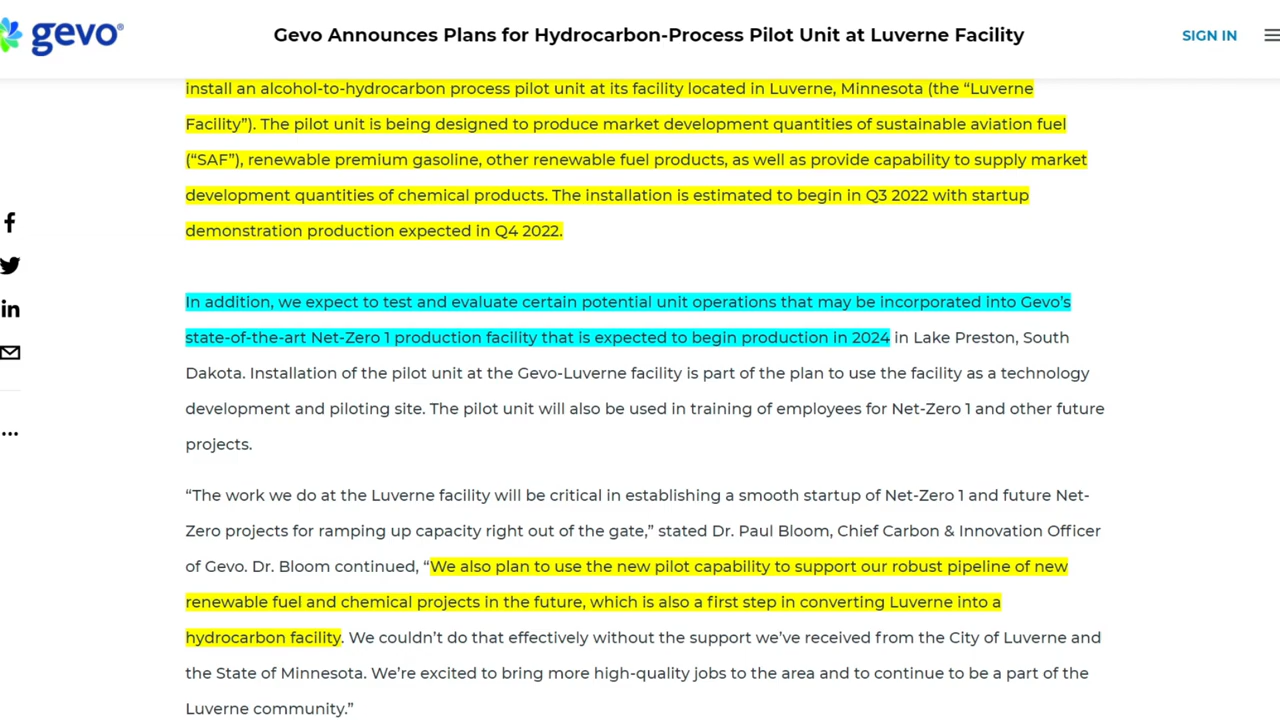 gevo®
Gevo Announces Plans for Hydrocarbon-Process Pilot Unit at Luverne Facility
SIGN IN
install an alcohol-to-hydrocarbon process pilot unit at its facility located in Luverne, Minnesota (the “Luverne
Facility”). The pilot unit is being designed to produce market development quantities of sustainable aviation fuel
(“SAF”), renewable premium gasoline, other renewable fuel products, as well as provide capability to supply market
development quantities of chemical products. The installation is estimated to begin in Q3 2022 with startup
demonstration production expected in Q4 2022.
In addition, we expect to test and evaluate certain potential unit operations that may be incorporated into Gevo’s
state-of-the-art Net-Zero 1 production facility that is expected to begin production in 2024 in Lake Preston, South
Dakota. Installation of the pilot unit at the Gevo-Luverne facility is part of the plan to use the facility as a technology
development and piloting site. The pilot unit will also be used in training of employees for Net-Zero 1 and other future
projects.
“The work we do at the Luverne facility will be critical in establishing a smooth startup of Net-Zero 1 and future Net-
Zero projects for ramping up capacity right out of the gate,” stated Dr. Paul Bloom, Chief Carbon & Innovation Officer
of Gevo. Dr. Bloom continued, “We also plan to use the new pilot capability to support our robust pipeline of new
renewable fuel and chemical projects in the future, which is also a first step in converting Luverne into a
hydrocarbon facility. We couldn’t do that effectively without the support we’ve received from the City of Luverne and
the State of Minnesota. We’re excited to bring more high-quality jobs to the area and to continue to be a part of the
Luverne community.”